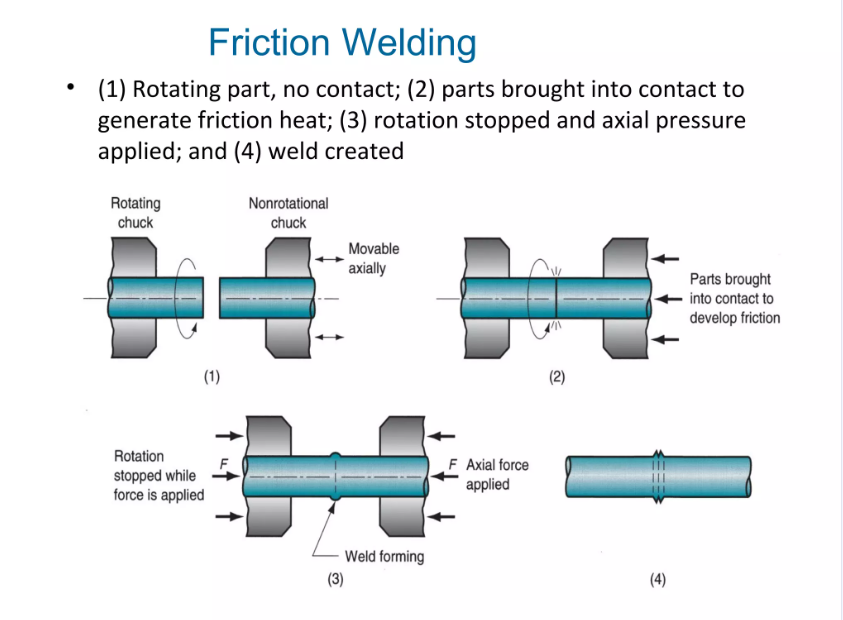 Friction Welding
• (1) Rotating part, no contact; (2) parts brought into contact to
generate friction heat; (3) rotation stopped and axial pressure
applied; and (4) weld created
Rotating
chuck
Nonrotational
chuck
Movable
axially
(1)
Parts brought
into contact to
develop friction
(2)
Rotation
stopped while
force is applied
F
F Axial force
applied
Weld forming
(3)
(4)